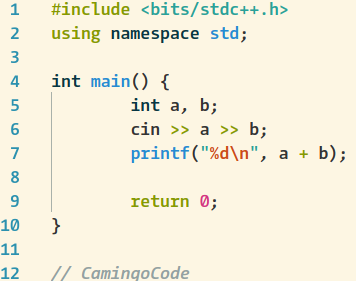 1 #include <bits/stdc++.h>
2 using namespace std;
3
4 int main() {
5 int a, b;
6 cin >> a >> b;
7 printf("%d\n", a + b);
8
9 return 0;
10 }
11
12 // CamingoCode